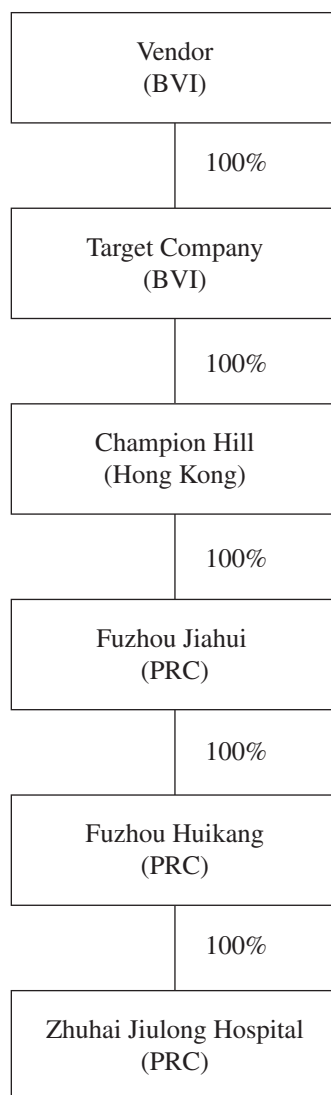 Vendor
(BVI)
100%
Target Company
(BVI)
100%
Champion Hill
(Hong Kong)
100%
Fuzhou Jiahui
(PRC)
100%
Fuzhou Huikang
(PRC)
100%
Zhuhai Jiulong Hospital
(PRC)